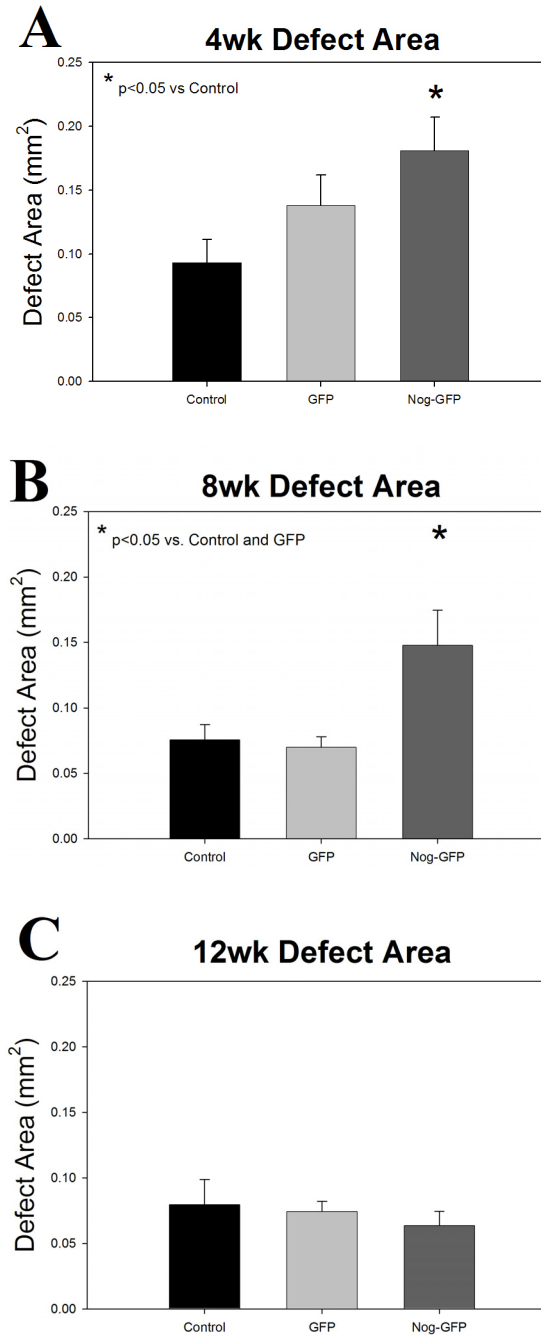 A
4wk Defect Area
Defect Area (mm²)
0.25
0.20
0.15
0.10
0.05
0.00
* p<0.05 vs Control
*
Control GFP Nog-GFP
B
8wk Defect Area
Defect Area (mm²)
0.25
0.20
0.15
0.10
0.05
0.00
* p<0.05 vs. Control and GFP
*
Control GFP Nog-GFP
C
12wk Defect Area
Defect Area (mm²)
0.25
0.20
0.15
0.10
0.05
0.00
Control GFP Nog-GFP